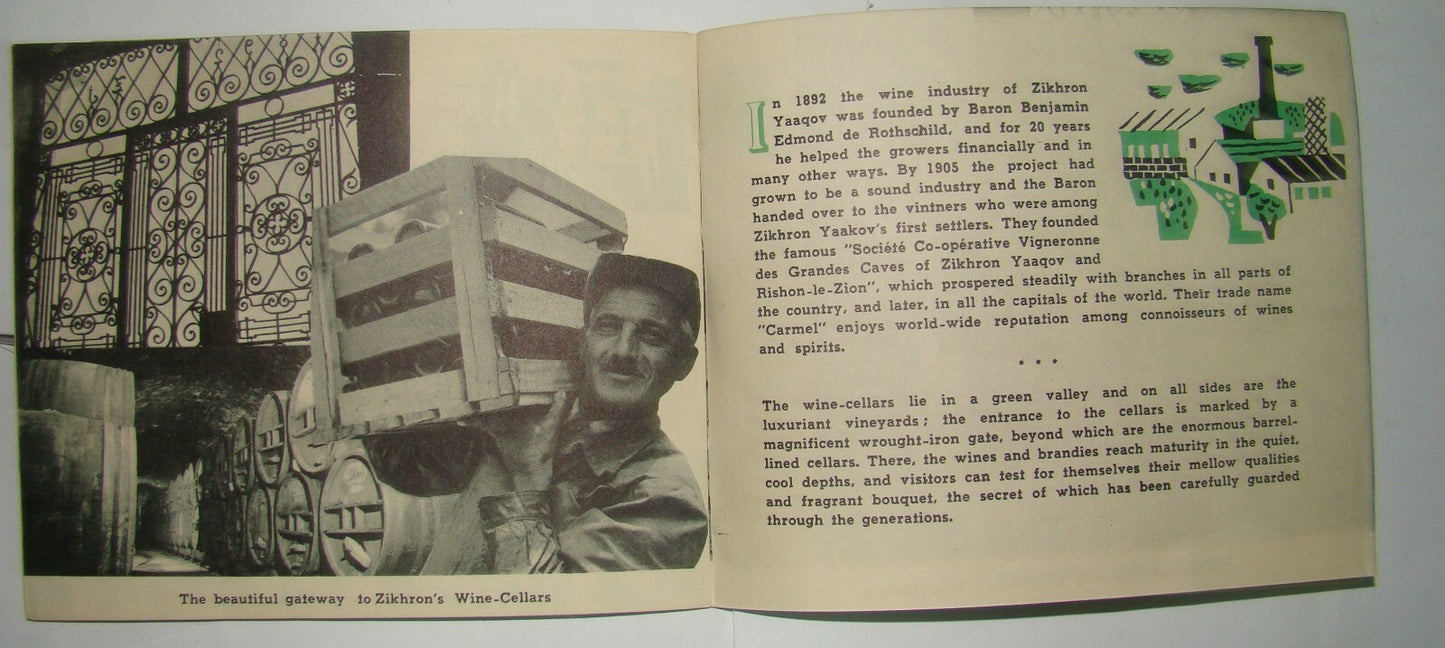 The beautiful gateway to Zikhron's Wine-Cellars
In 1892 the wine industry of Zikhron
Yaaqov was founded by Baron Benjamin
Edmond de Rothschild, and for 20 years
he helped the growers financially and in
many other ways. By 1905 the project had
grown to be a sound industry and the Baron
handed over to the vintners who were among
Zikhron Yaakov's first settlers. They founded
the famous "Société Co-opérative Vigneronne
des Grandes Caves of Zikhron Yaaqov and
Rishon-le-Zion", which prospered steadily with branches in all parts of
the country, and later, in all the capitals of the world. Their trade name
"Carmel" enjoys world-wide reputation among connoisseurs of wines
and spirits.
* * *
The wine-cellars lie in a green valley and on all sides are the
luxuriant vineyards; the entrance to the cellars is marked by a
magnificent wrought-iron gate, beyond which are the enormous barrel-
lined cellars. There, the wines and brandies reach maturity in the quiet,
cool depths, and visitors can test for themselves their mellow qualities
and fragrant bouquet, the secret of which has been carefully guarded
through the generations.